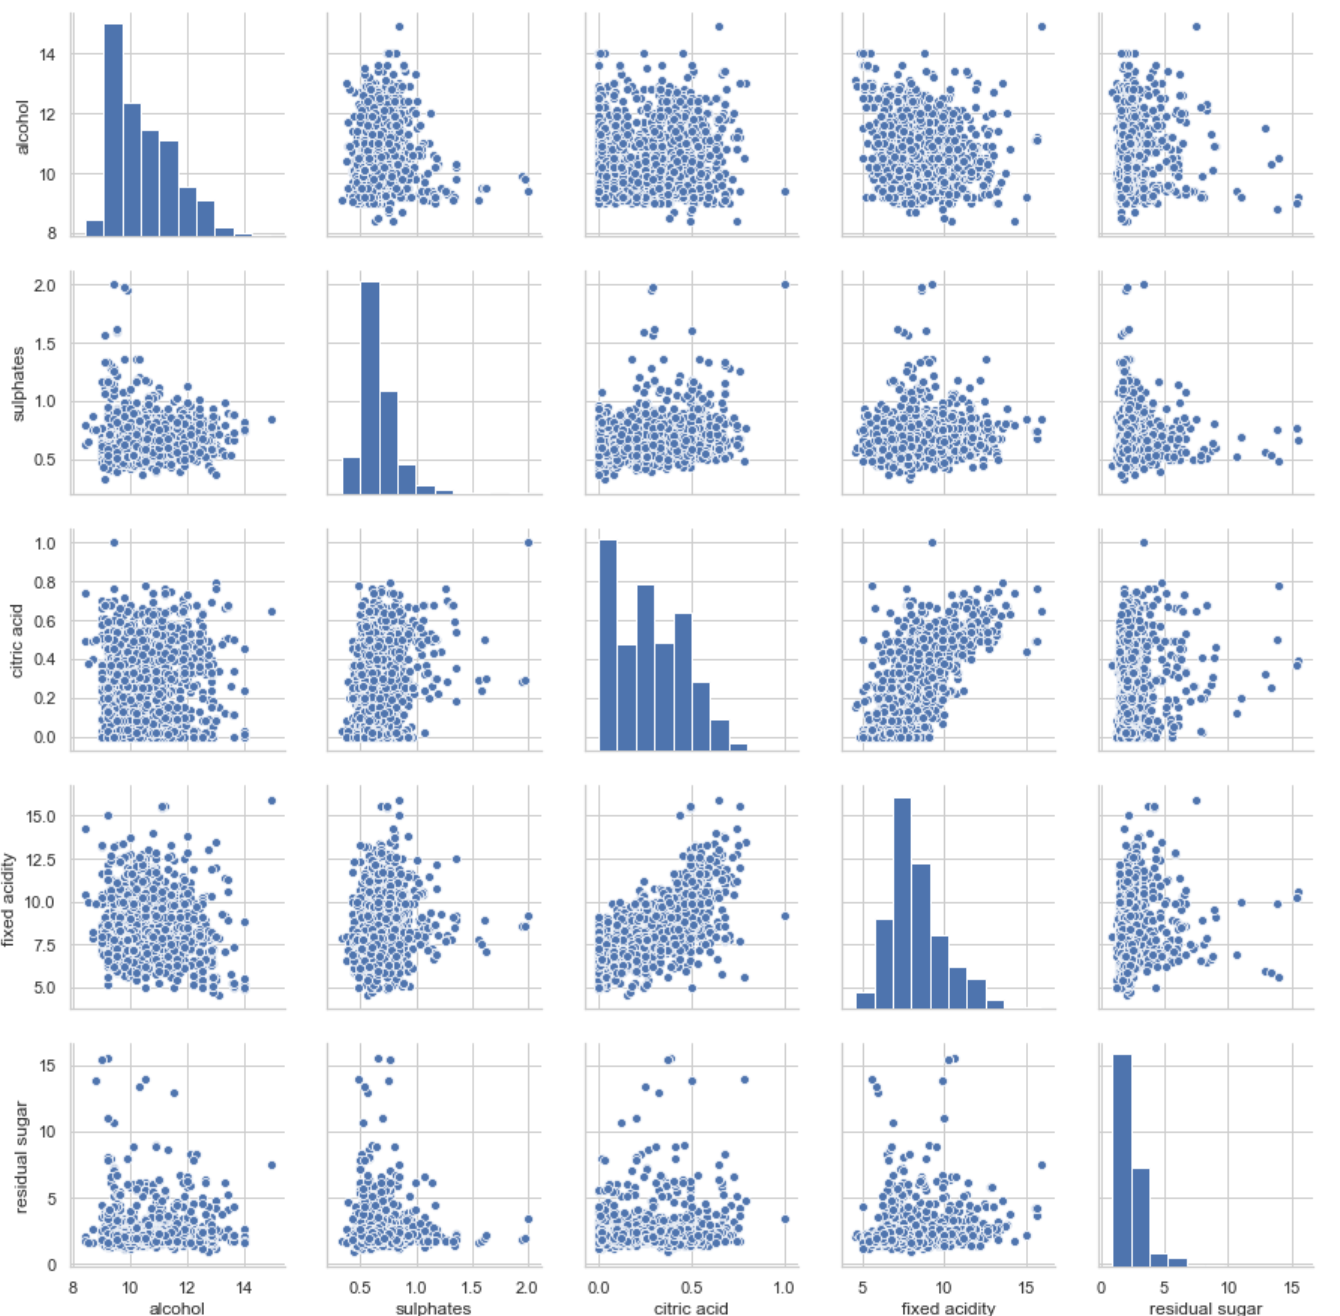 14
12
10
8
alcohol
2.0
1.5
1.0
0.5
sulphates
1.0
0.8
0.6
0.4
0.2
0.0
citric acid
15.0
12.5
10.0
7.5
5.0
fixed acidity
15
10
5
0
residual sugar
8 10 12 14
0.5 1.0 1.5 2.0
0.0 0.5 1.0
5 10 15
0 5 10 15
alcohol
sulphates
citric acid
fixed acidity
residual sugar